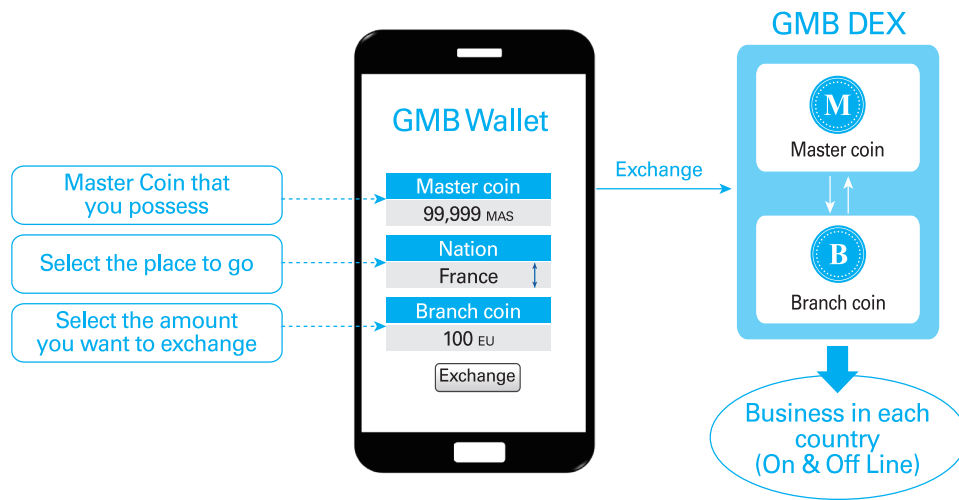 Master Coin that
you possess
Select the place to go
Select the amount
you want to exchange
GMB Wallet
Master coin
99,999 MAS
Nation
France
Branch coin
100 EU
Exchange
Exchange
GMB DEX
M
Master coin
B
Branch coin
Business in each
country
(On & Off Line)